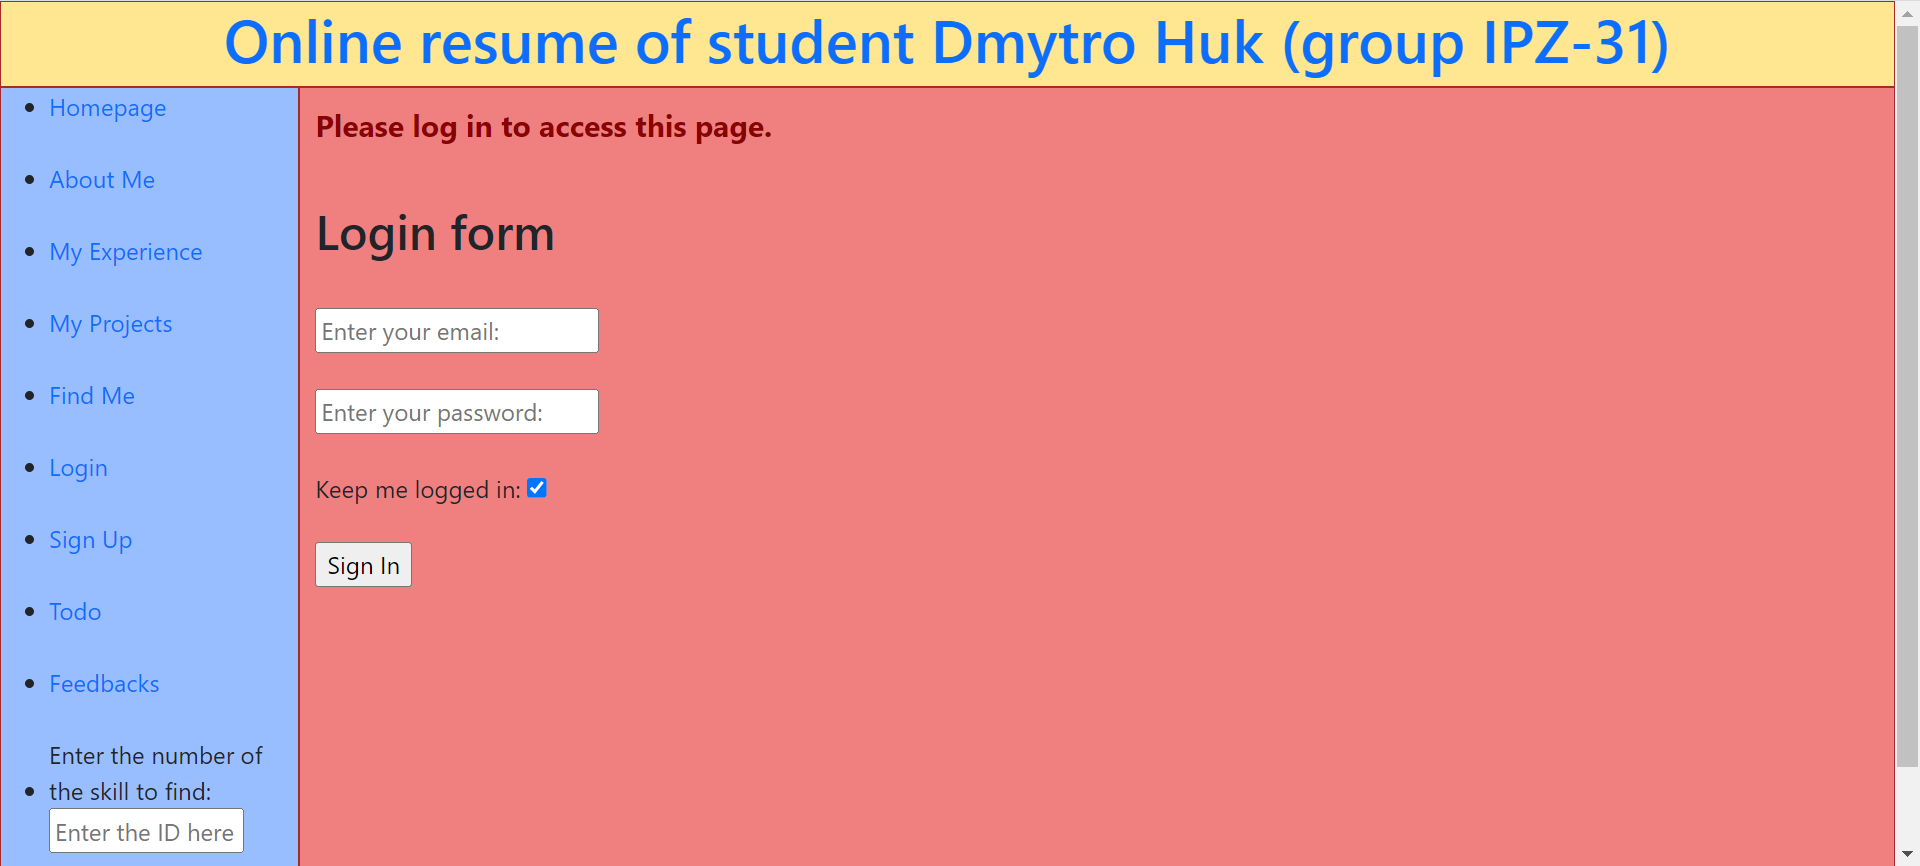 Online resume of student Dmytro Huk (group IPZ-31)
Homepage
About Me
My Experience
My Projects
Find Me
Login
Sign Up
Todo
Feedbacks
Enter the number of
the skill to find:
Enter the ID here
Please log in to access this page.
Login form
Enter your email:
Enter your password:
Keep me logged in:
Sign In